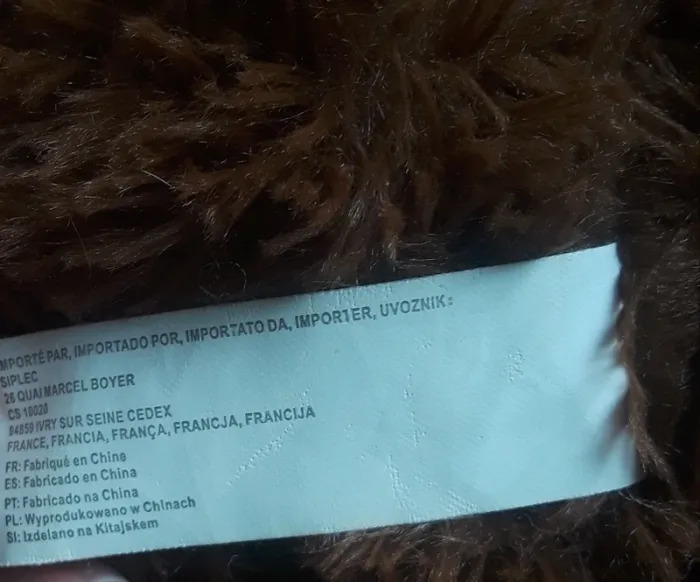 MPORTÉ PAR, IMPORTADO POR, IMPORTATO DA, IMPORTER, UVOZNIK:
SIPLEC
26 QUAI MARCEL BOYER
CS 10020
94859 IVRY SUR SEINE CEDEX
FRANCE, FRANCIA, FRANÇA, FRANCJA, FRANCIJA
FR: Fabriqué en Chine
ES: Fabricado en China
PT: Fabricado na China
PL: Wyprodukowano w Chinach
SI: Izdelano na Kitajskem